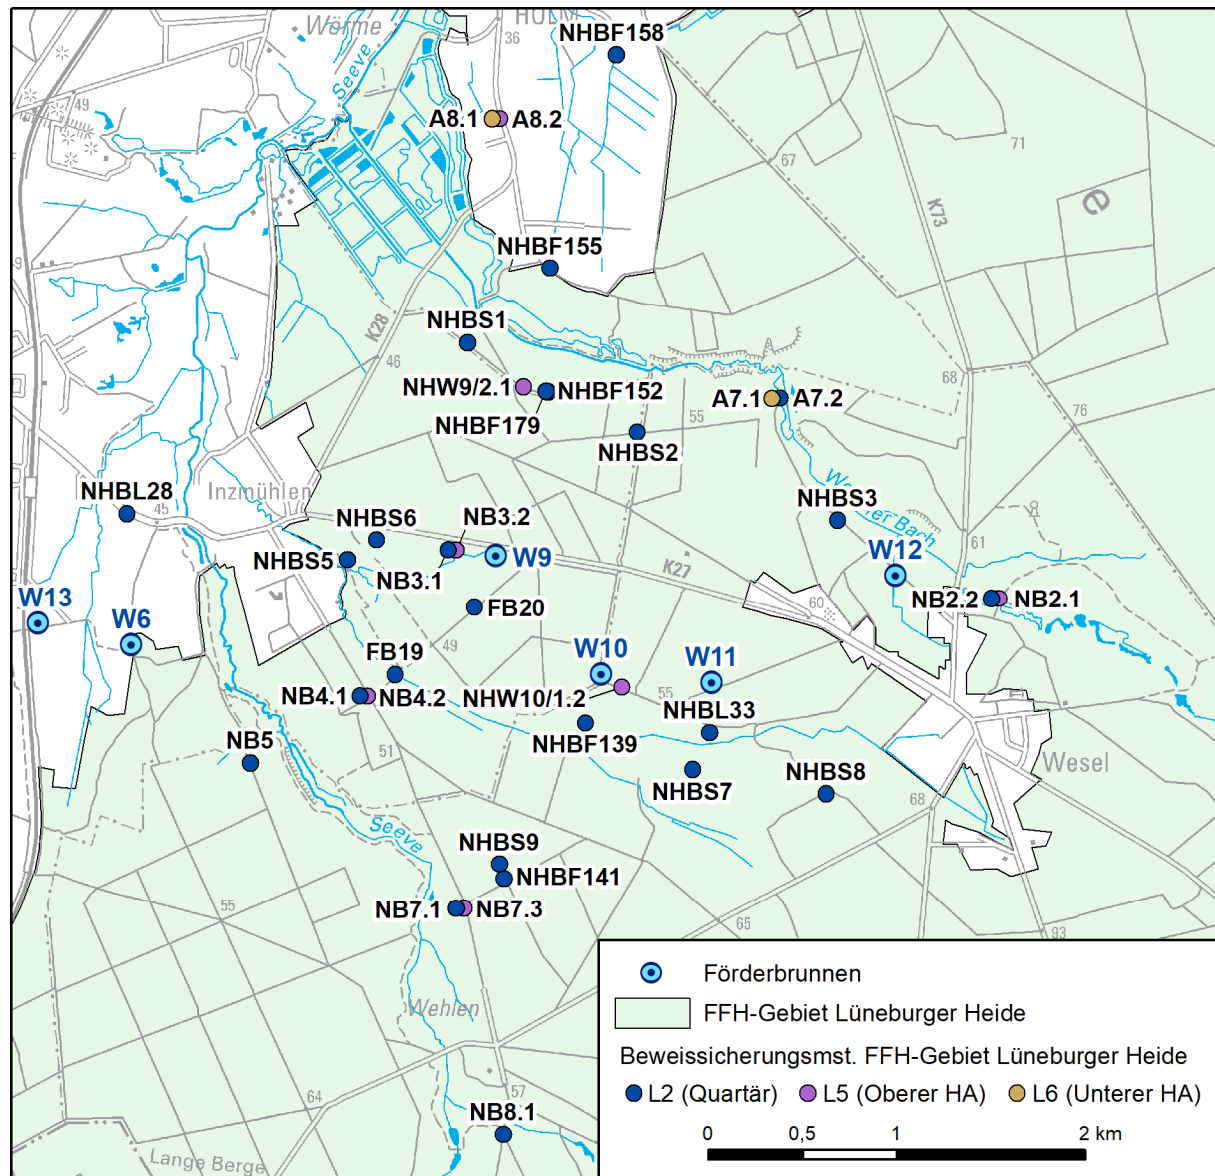 HOLM
Wörme
36
NHBF158
Seeve
49
A8.1
A8.2
67
71
e
K73
NHBF155
NHBS1
K28
46
NHW9/2.1
NHBF152
NHBF179
A7.1
A7.2
68
76
55
NHBS2
NHBL28
45
Inzmühlen
NHBS6
NB3.2
NHBS3
NHBS5
NB3.1
W9
K27
W12
61
W13
W6
FB20
60
NB2.2
NB2.1
FB19
49
W10
W11
NB4.1
NB4.2
NHW10/1.2
55
NHBL33
NHBF139
NB5
51
Wesel
NHBS7
NHBS8
68
Seeve
NHBS9
NHBF141
NB7.1
NB7.3
55
65
93
Wehlen
64
57
NB8.1
Lange Berge
Förderbrunnen
FFH-Gebiet Lüneburger Heide
Beweissicherungsmst. FFH-Gebiet Lüneburger Heide
L2 (Quartär) L5 (Oberer HA) L6 (Unterer HA)
0 0,5 1 2 km